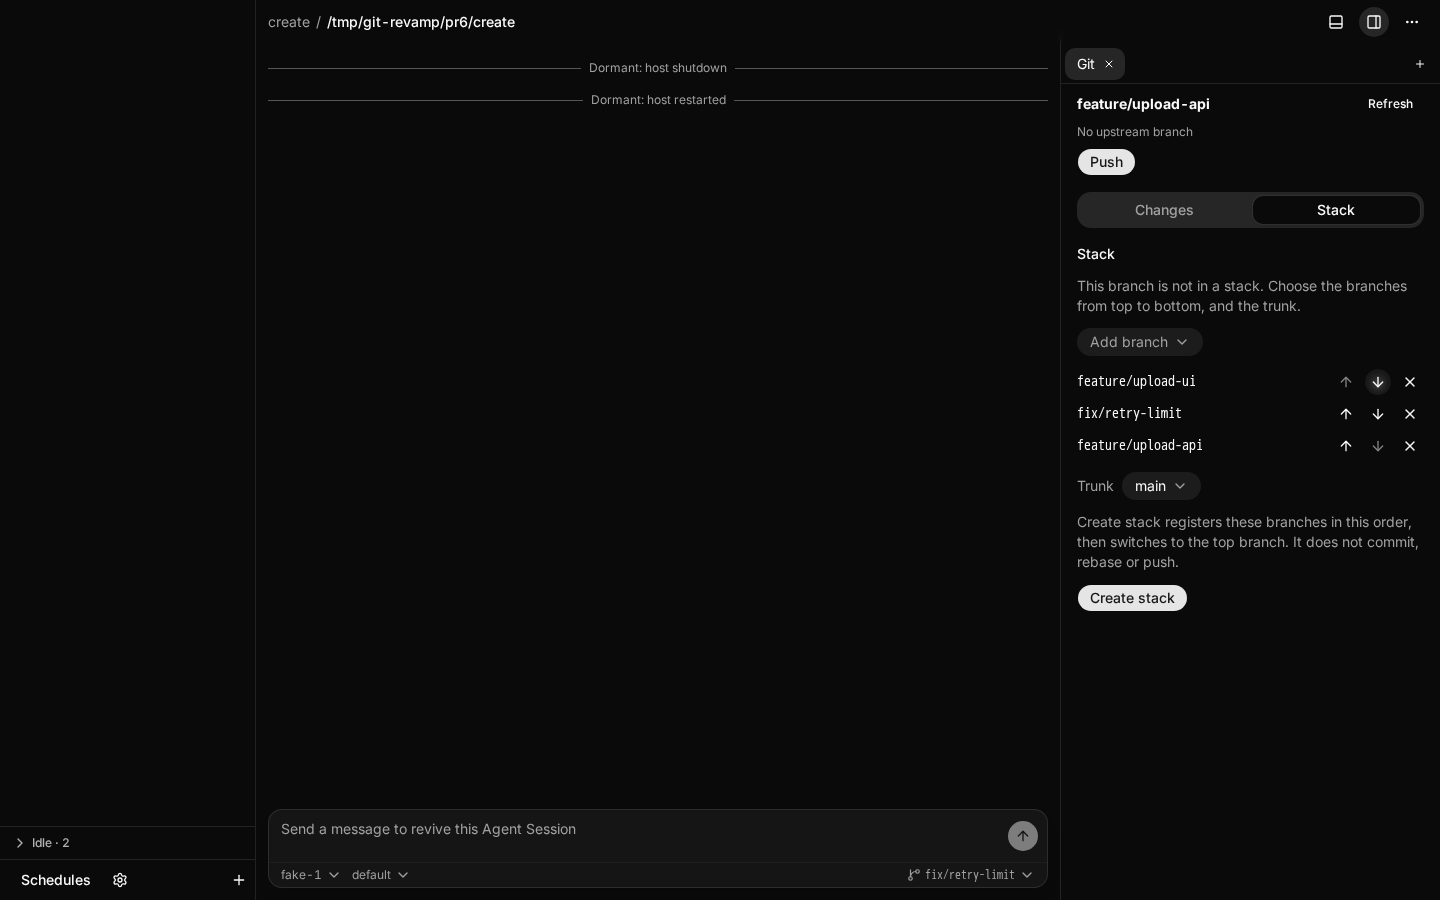 create / /tmp/git-revamp/pr6/create
Dormant: host shutdown
Dormant: host restarted
Git
feature/upload-api
Refresh
No upstream branch
Push
Changes
Stack
Stack
This branch is not in a stack. Choose the branches
from top to bottom, and the trunk.
Add branch
feature/upload-ui
fix/retry-limit
feature/upload-api
Trunk
main
Create stack registers these branches in this order,
then switches to the top branch. It does not commit,
rebase or push.
Create stack
Send a message to revive this Agent Session
fake-1
default
fix/retry-limit
Idle · 2
Schedules